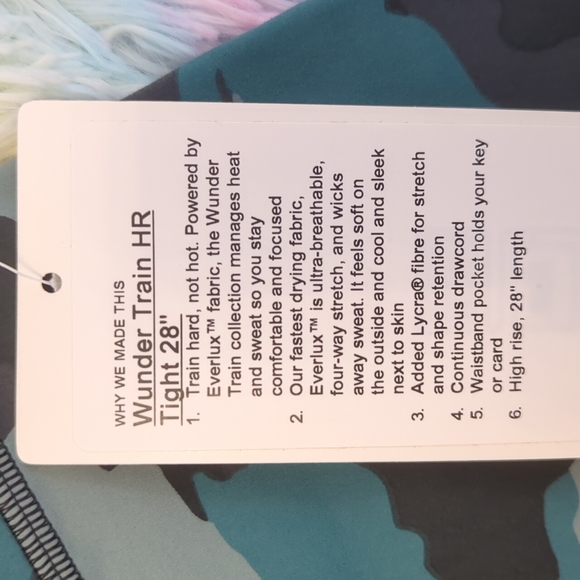 WHY WE MADE THIS
Wunder Train HR
Tight 28"
1. Train hard, not hot. Powered by
Everlux™ fabric, the Wunder
Train collection manages heat
and sweat so you stay
comfortable and focused
2. Our fastest drying fabric,
Everlux™ is ultra-breathable,
four-way stretch, and wicks
away sweat. It feels soft on
the outside and cool and sleek
next to skin
3. Added Lycra® fibre for stretch
and shape retention
4. Continuous drawcord
5. Waistband pocket holds your key
or card
6. High rise, 28" length